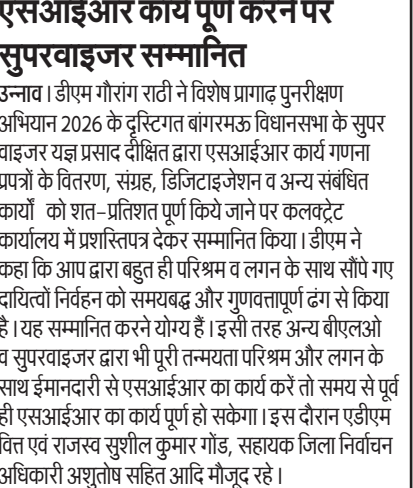 एसआईआर कार्य पूर्ण करने पर
सुपरवाइजर सम्मानित
उन्नाव। डीएम गौरांग राठी ने विशेष प्रागाढ़ पुनरीक्षण
अभियान 2026 के दृस्टिगत बांगरमऊ विधानसभा के सुपर
वाइजर यज्ञ प्रसाद दीक्षित द्वारा एसआईआर कार्य गणना
प्रपत्रों के वितरण, संग्रह, डिजिटाइजेशन व अन्य संबंधित
कार्यों को शत-प्रतिशत पूर्ण किये जाने पर कलक्ट्रेट
कार्यालय में प्रशस्तिपत्र देकर सम्मानित किया। डीएम ने
कहा कि आप द्वारा बहुत ही परिश्रम व लगन के साथ सौंपे गए
दायित्वों निर्वहन को समयबद्ध और गुणवत्तापूर्ण ढंग से किया
है। यह सम्मानित करने योग्य हैं। इसी तरह अन्य बीएलओ
व सुपरवाइजर द्वारा भी पूरी तन्मयता परिश्रम और लगन के
साथ ईमानदारी से एसआईआर का कार्य करें तो समय से पूर्व
ही एसआईआर का कार्य पूर्ण हो सकेगा। इस दौरान एडीएम
वित्त एवं राजस्व सुशील कुमार गोंड, सहायक जिला निर्वाचन
अधिकारी अशुतोष सहित आदि मौजूद रहे।